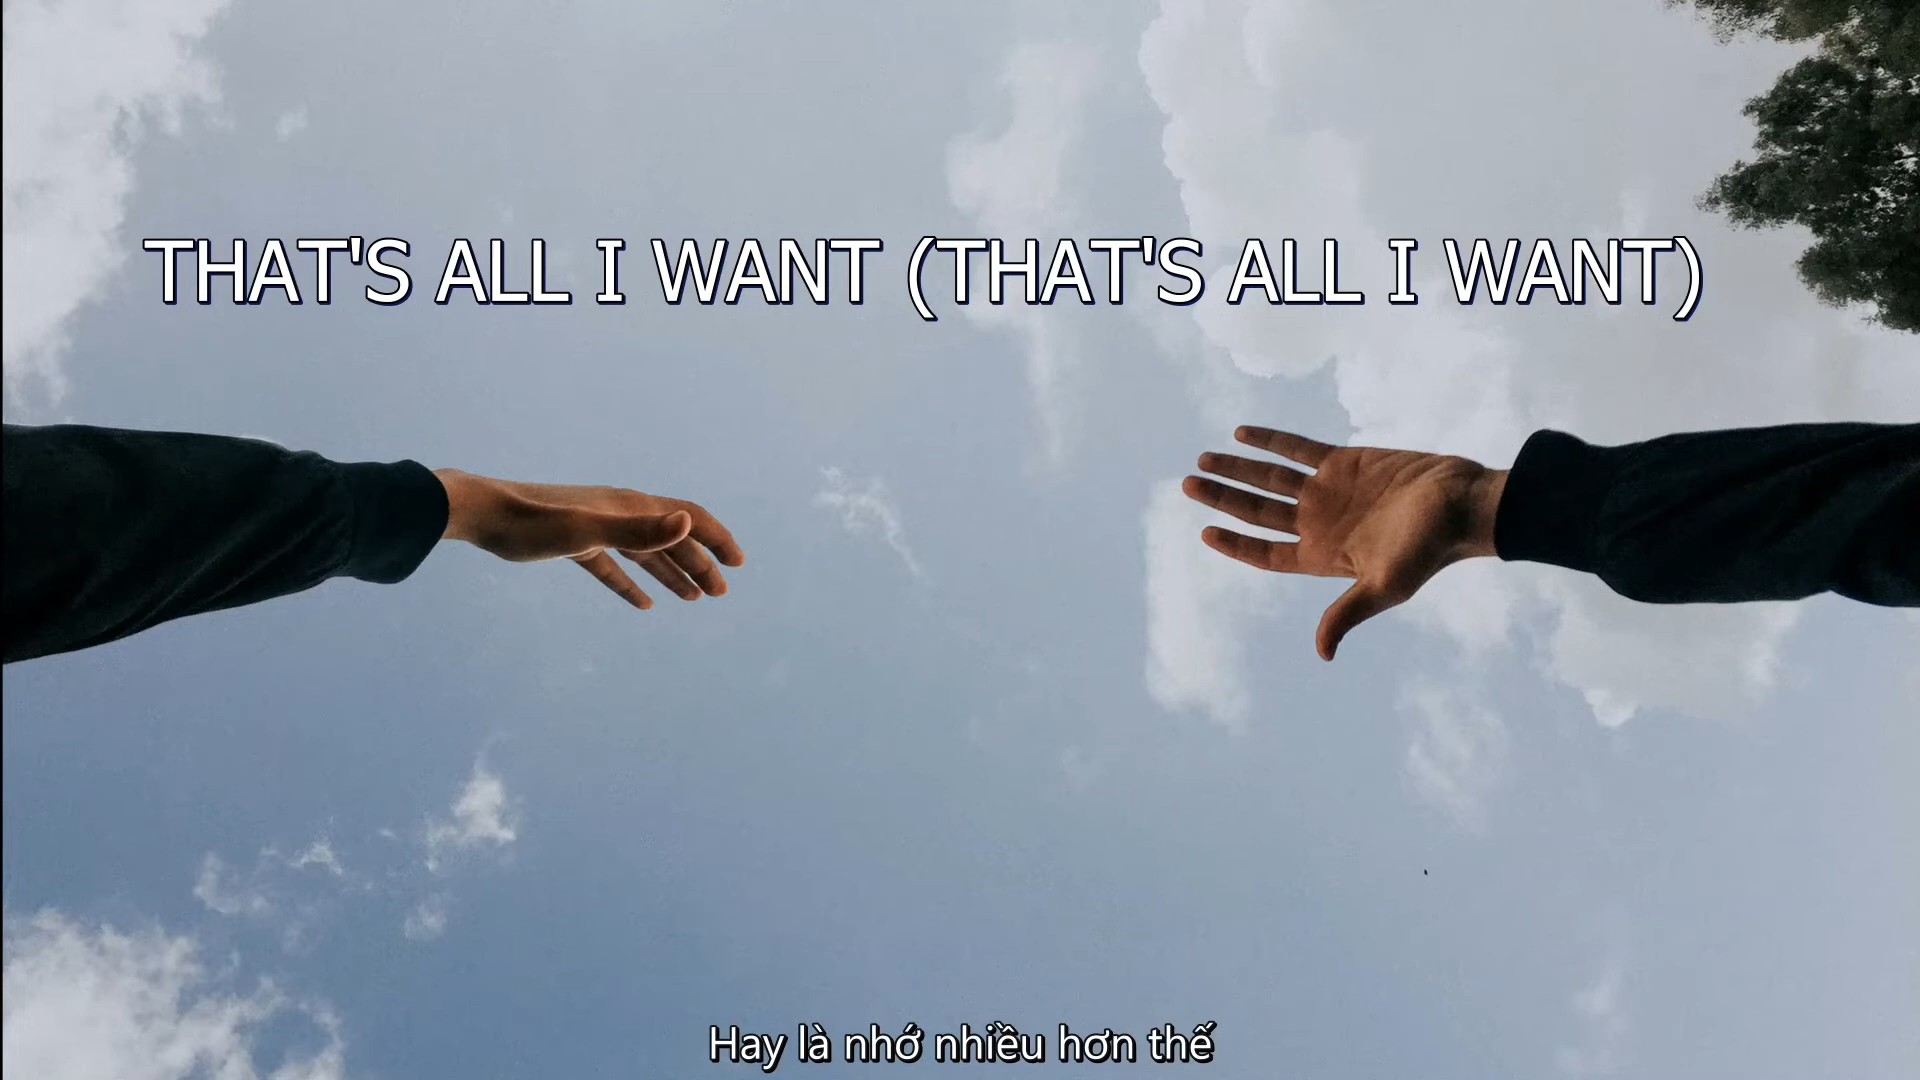 THAT'S ALL I WANT (THAT'S ALL I WANT)
Hay là nhớ nhiều hơn thế